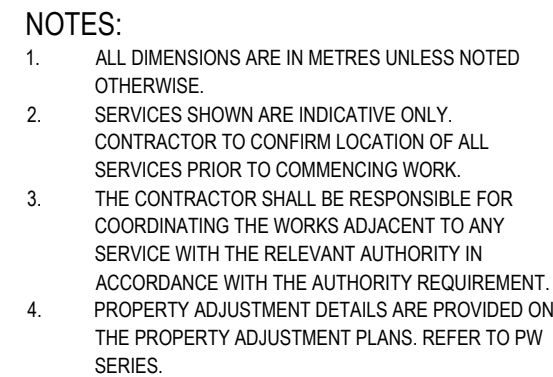 NOTES:
1. ALL DIMENSIONS ARE IN METRES UNLESS NOTED
OTHERWISE.
2. SERVICES SHOWN ARE INDICATIVE ONLY.
CONTRACTOR TO CONFIRM LOCATION OF ALL
SERVICES PRIOR TO COMMENCING WORK.
3. THE CONTRACTOR SHALL BE RESPONSIBLE FOR
COORDINATING THE WORKS ADJACENT TO ANY
SERVICE WITH THE RELEVANT AUTHORITY IN
ACCORDANCE WITH THE AUTHORITY REQUIREMENT.
4. PROPERTY ADJUSTMENT DETAILS ARE PROVIDED ON
THE PROPERTY ADJUSTMENT PLANS. REFER TO PW
SERIES.